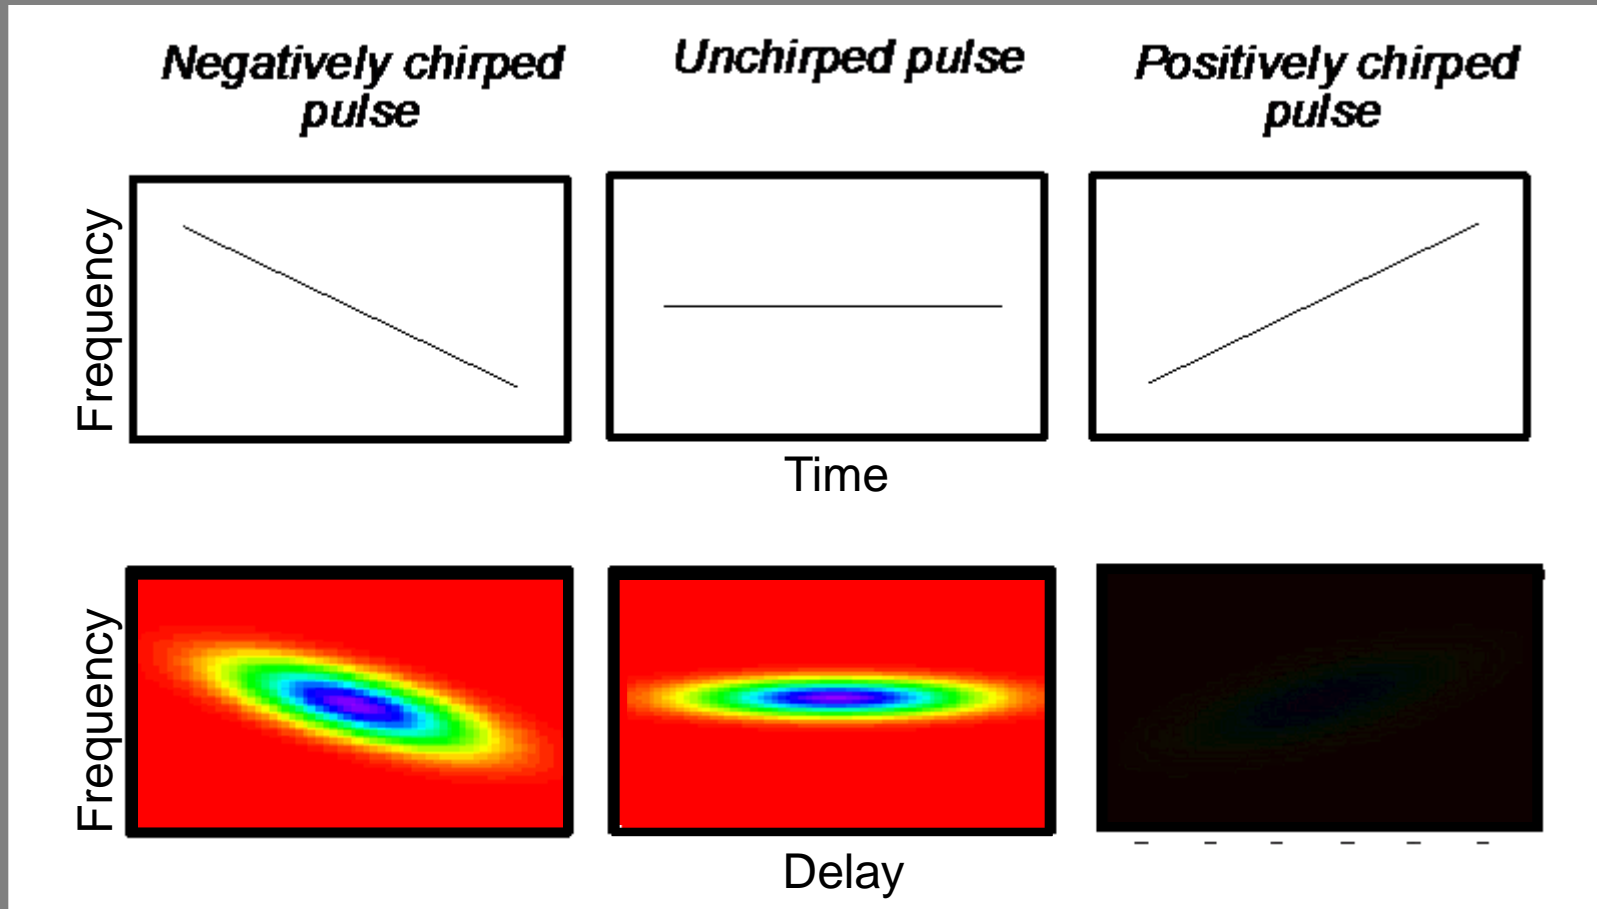 Negatively chirped
pulse
Unchirped pulse
Positively chirped
pulse
Frequency
Time
Frequency
Delay